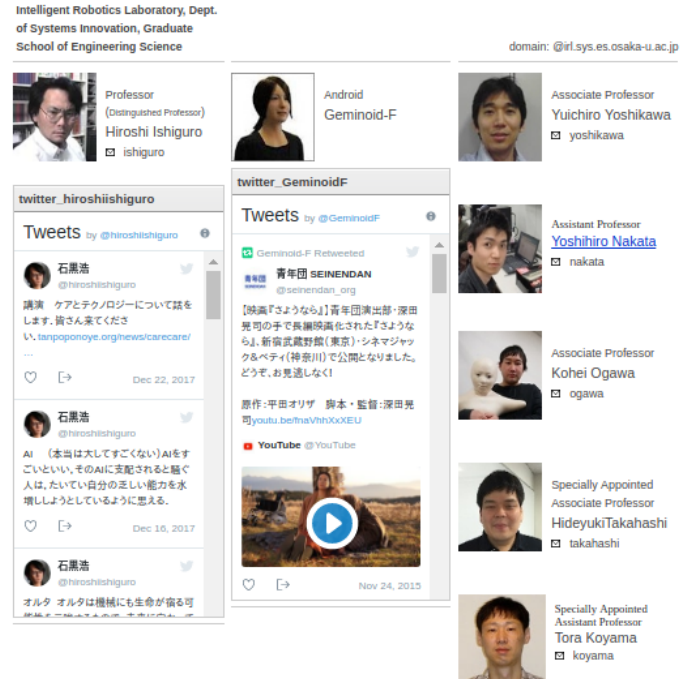 Intelligent Robotics Laboratory, Dept.
of Systems Innovation, Graduate
School of Engineering Science
domain: @irl.sys.es.osaka-u.ac.jp
Professor
(Distinguished Professor)
Hiroshi Ishiguro
ishiguro
twitter_hiroshiishiguro
Tweets by @hiroshiishiguro
石黒浩
@hiroshiishiguro
講演 ケアとテクノロジーについて話を
します。皆さん来てくださ
い。tanpoponoye.org/news/carecare/
…
Dec 22, 2017
石黒浩
@hiroshiishiguro
AI （本当は大してすごくない）AIをす
ごいといい、そのAIに支配されると騒ぐ
人は、たいてい自分の乏しい能力を水
増ししようとしているように思える。
Dec 16, 2017
石黒浩
@hiroshiishiguro
オルタ オルタは機械にも生命が宿る可
Android
Geminoid-F
twitter_GeminoidF
Tweets by @GeminoidF
Geminoid-F Retweeted
青年団
青年団 SEINENDAN
@seinendan_org
【映画『さようなら』】青年団演出部・深田
晃司の手で長編映画化された『さような
ら』、新宿武蔵野館(東京)・シネマジャッ
ク&ベティ(神奈川)で公開となりました。
どうぞ、お見逃しなく!
原作：平田オリザ 脚本・監督：深田晃
司youtu.be/fnaVhhXxXEU
YouTube @YouTube
Nov 24, 2015
Associate Professor
Yuichiro Yoshikawa
yoshikawa
Assistant Professor
Yoshihiro Nakata
nakata
Associate Professor
Kohei Ogawa
ogawa
Specially Appointed
Associate Professor
HideyukiTakahashi
takahashi
Specially Appointed
Assistant Professor
Tora Koyama
koyama